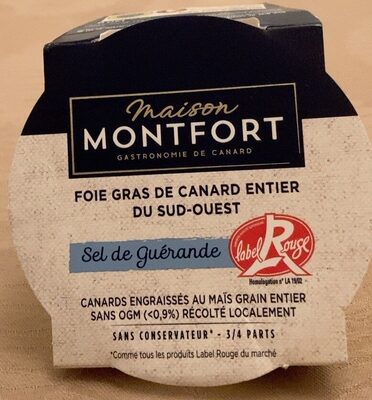 Maison
MONTFORT
GASTRONOMIE DE CANARD
FOIE GRAS DE CANARD ENTIER
DU SUD-OUEST
Sel de Guérande
label Rouge
Homologation n° LA 19/02
CANARDS ENGRAISSÉS AU MAÏS GRAIN ENTIER
SANS OGM (<0,9%) RÉCOLTÉ LOCALEMENT
SANS CONSERVATEUR* - 3/4 PARTS
*Comme tous les produits Label Rouge du marché